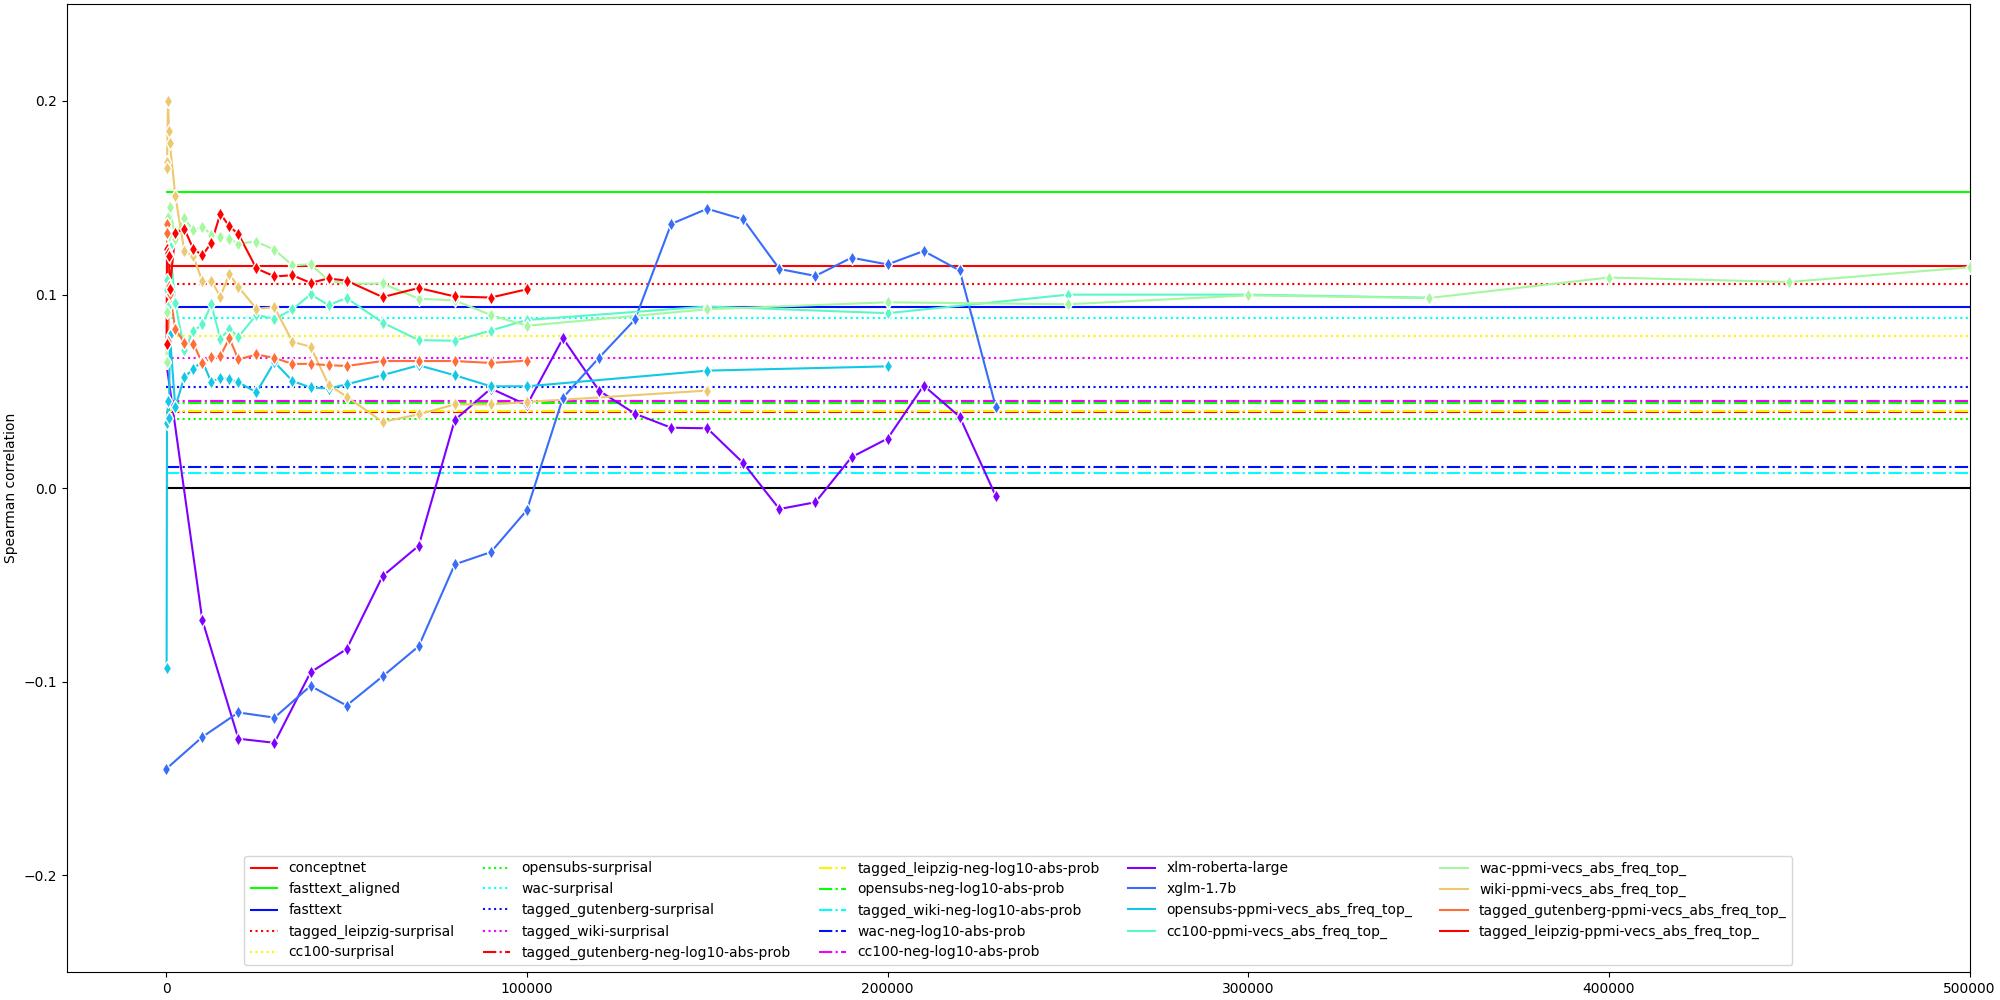 0.2
0.1
0.0
−0.1
−0.2
Spearman correlation
conceptnet
fasttext_aligned
fasttext
tagged_leipzig-surprisal
cc100-surprisal
opensubs-surprisal
wac-surprisal
tagged_gutenberg-surprisal
tagged_wiki-surprisal
tagged_gutenberg-neg-log10-abs-prob
tagged_leipzig-neg-log10-abs-prob
opensubs-neg-log10-abs-prob
tagged_wiki-neg-log10-abs-prob
wac-neg-log10-abs-prob
cc100-neg-log10-abs-prob
xlm-roberta-large
xglm-1.7b
opensubs-ppmi-vecs_abs_freq_top_
cc100-ppmi-vecs_abs_freq_top_
wac-ppmi-vecs_abs_freq_top_
wiki-ppmi-vecs_abs_freq_top_
tagged_gutenberg-ppmi-vecs_abs_freq_top_
tagged_leipzig-ppmi-vecs_abs_freq_top_
0 100000 200000 300000 400000 500000